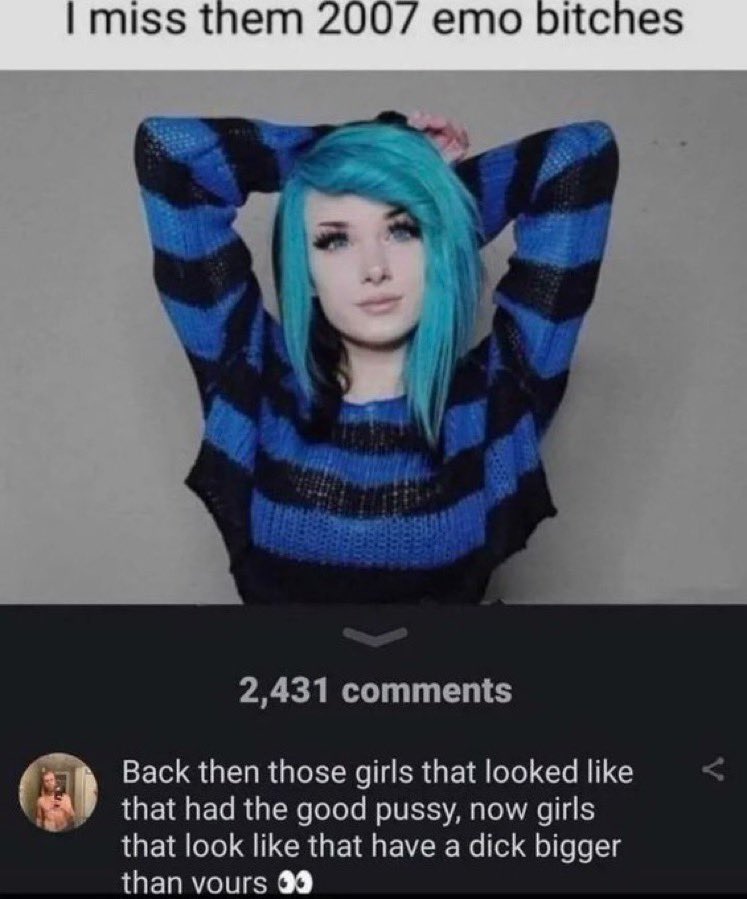 I miss them 2007 emo bitches
2,431 comments
Back then those girls that looked like
that had the good pussy, now girls
that look like that have a dick bigger
than yours 👀